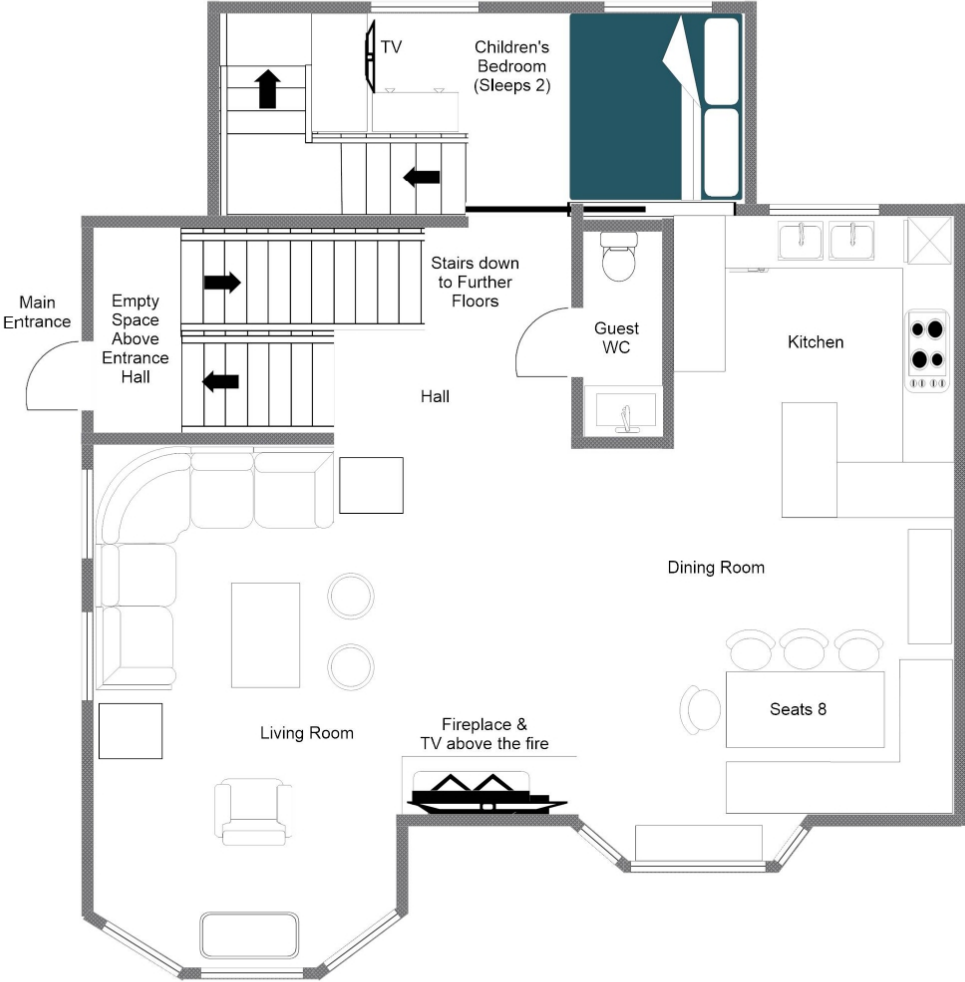 TV
Children's
Bedroom
(Sleeps 2)
Main
Entrance
Empty
Space
Above
Entrance
Hall
Stairs down
to Further
Floors
Guest
WC
Kitchen
Hall
Dining Room
Seats 8
Living Room
Fireplace &
TV above the fire